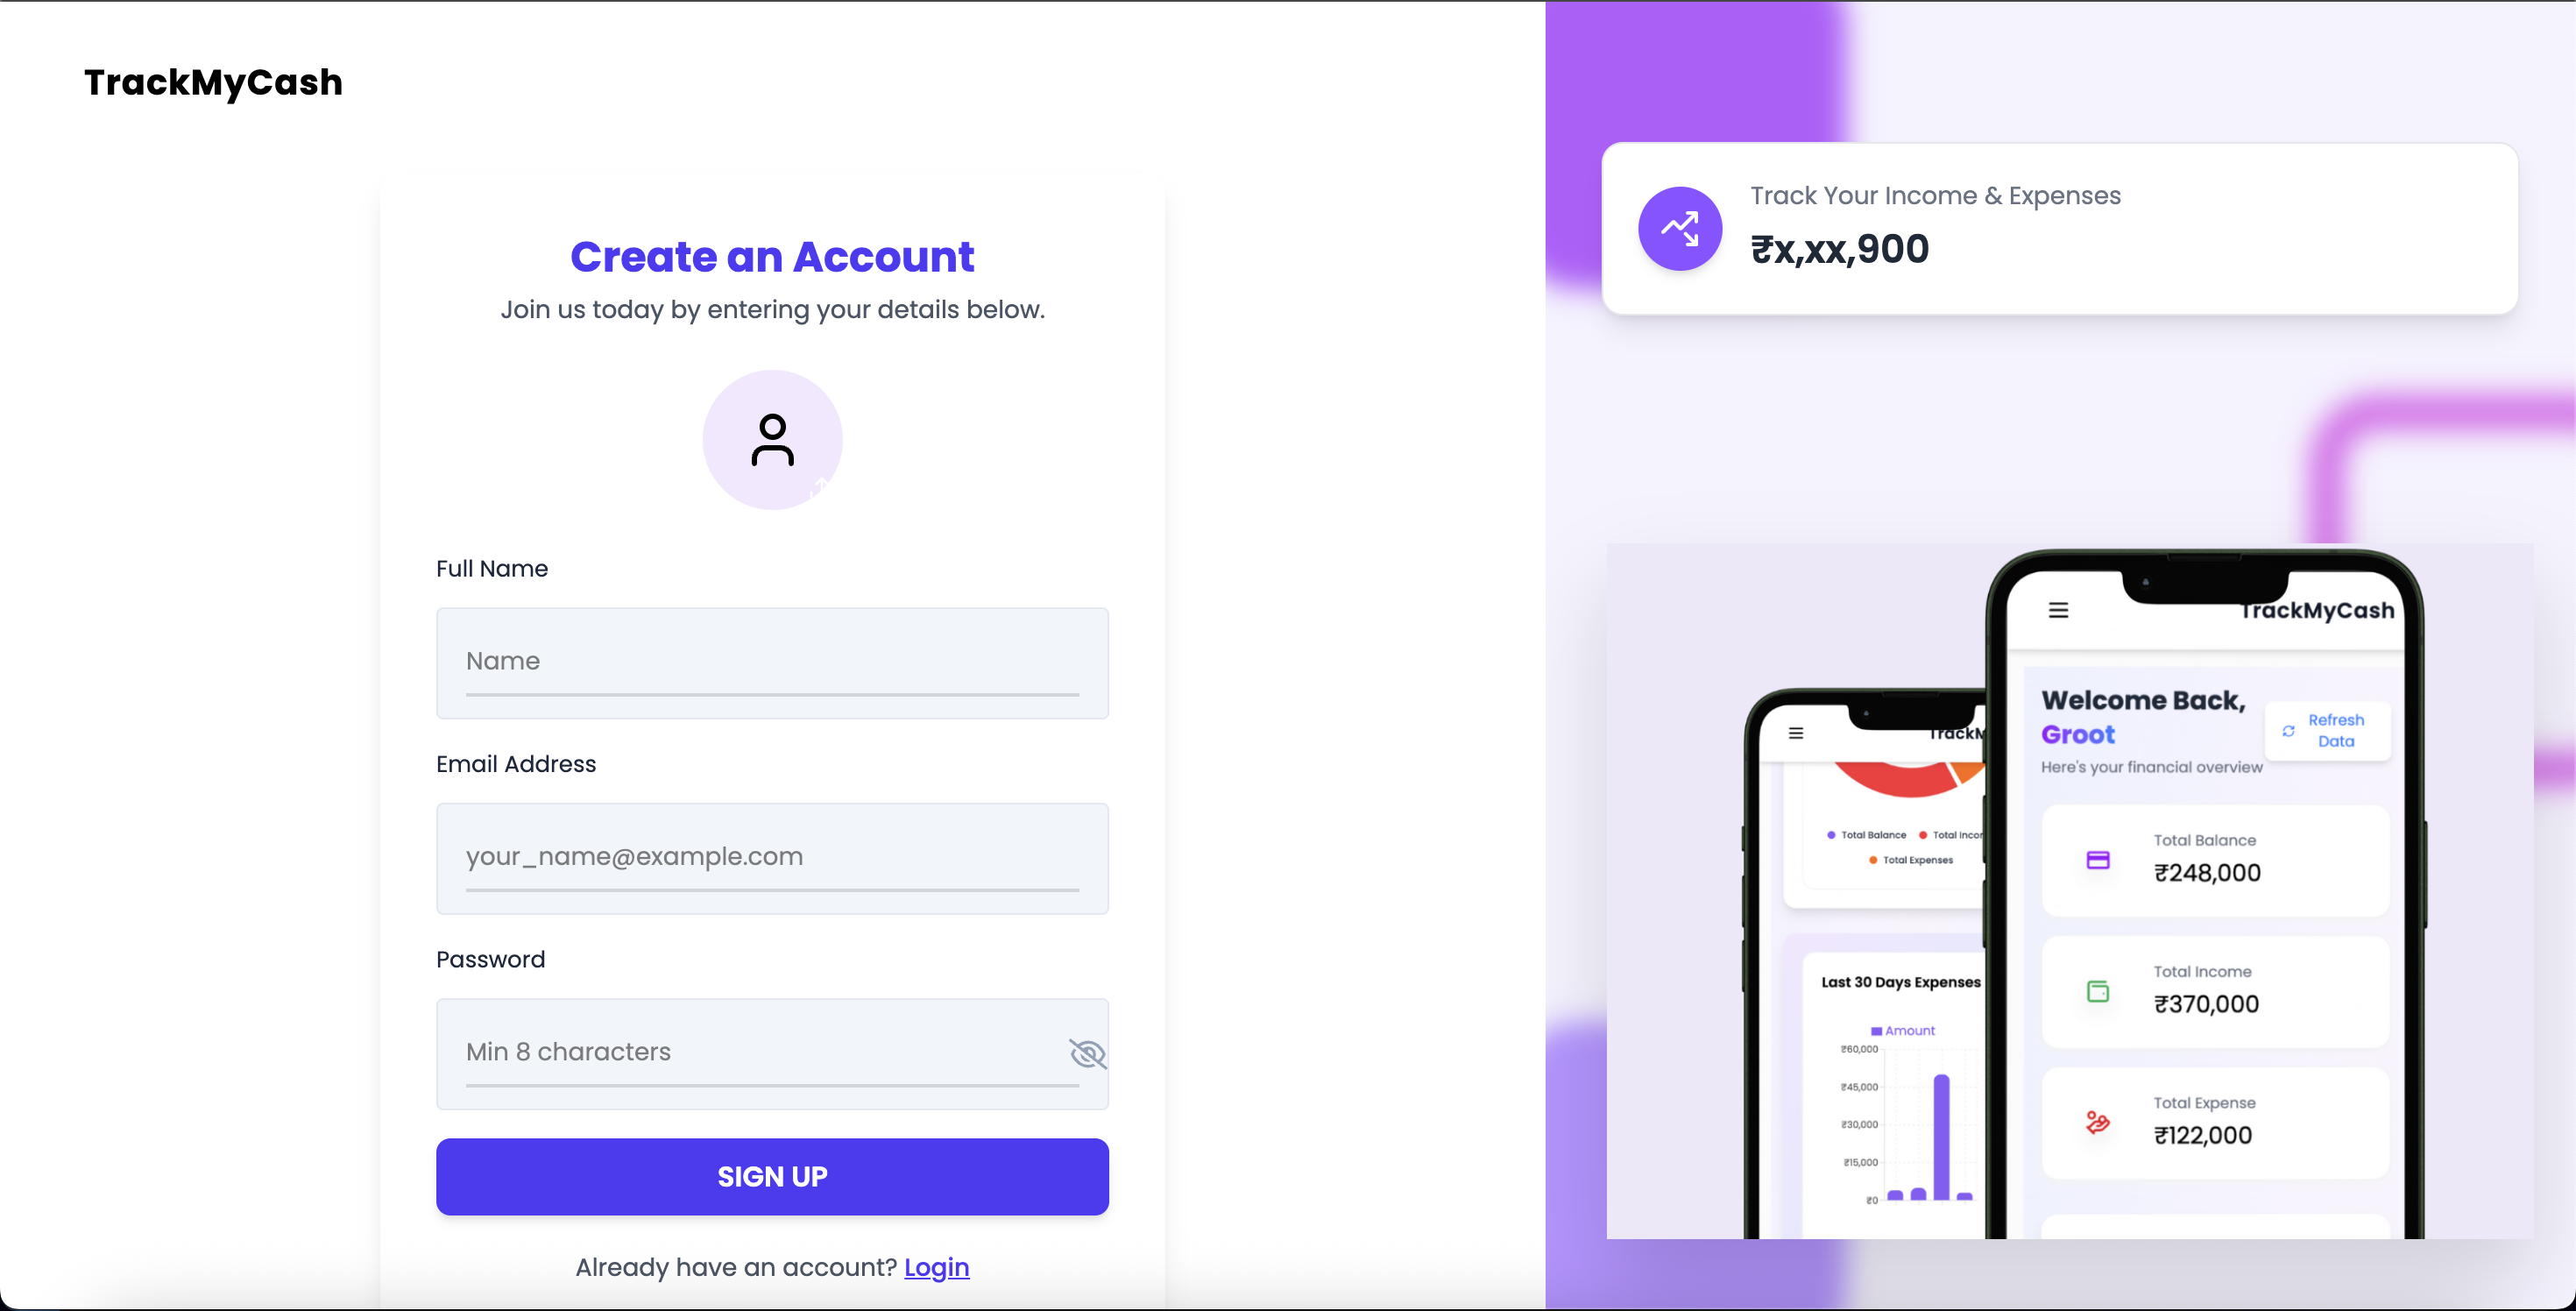 TrackMyCash
Create an Account
Join us today by entering your details below.
Full Name
Name
Email Address
your_name@example.com
Password
Min 8 characters
SIGN UP
Already have an account? Login
Track Your Income & Expenses
₹x,xx,900
TrackM
Total Balance
Total Incor
Total Expenses
Last 30 Days Expenses
Amount
₹60,000
₹45,000
₹30,000
₹15,000
₹0
TrackMyCash
Welcome Back,
Groot
Refresh
Data
Here's your financial overview
Total Balance
₹248,000
Total Income
₹370,000
Total Expense
₹122,000